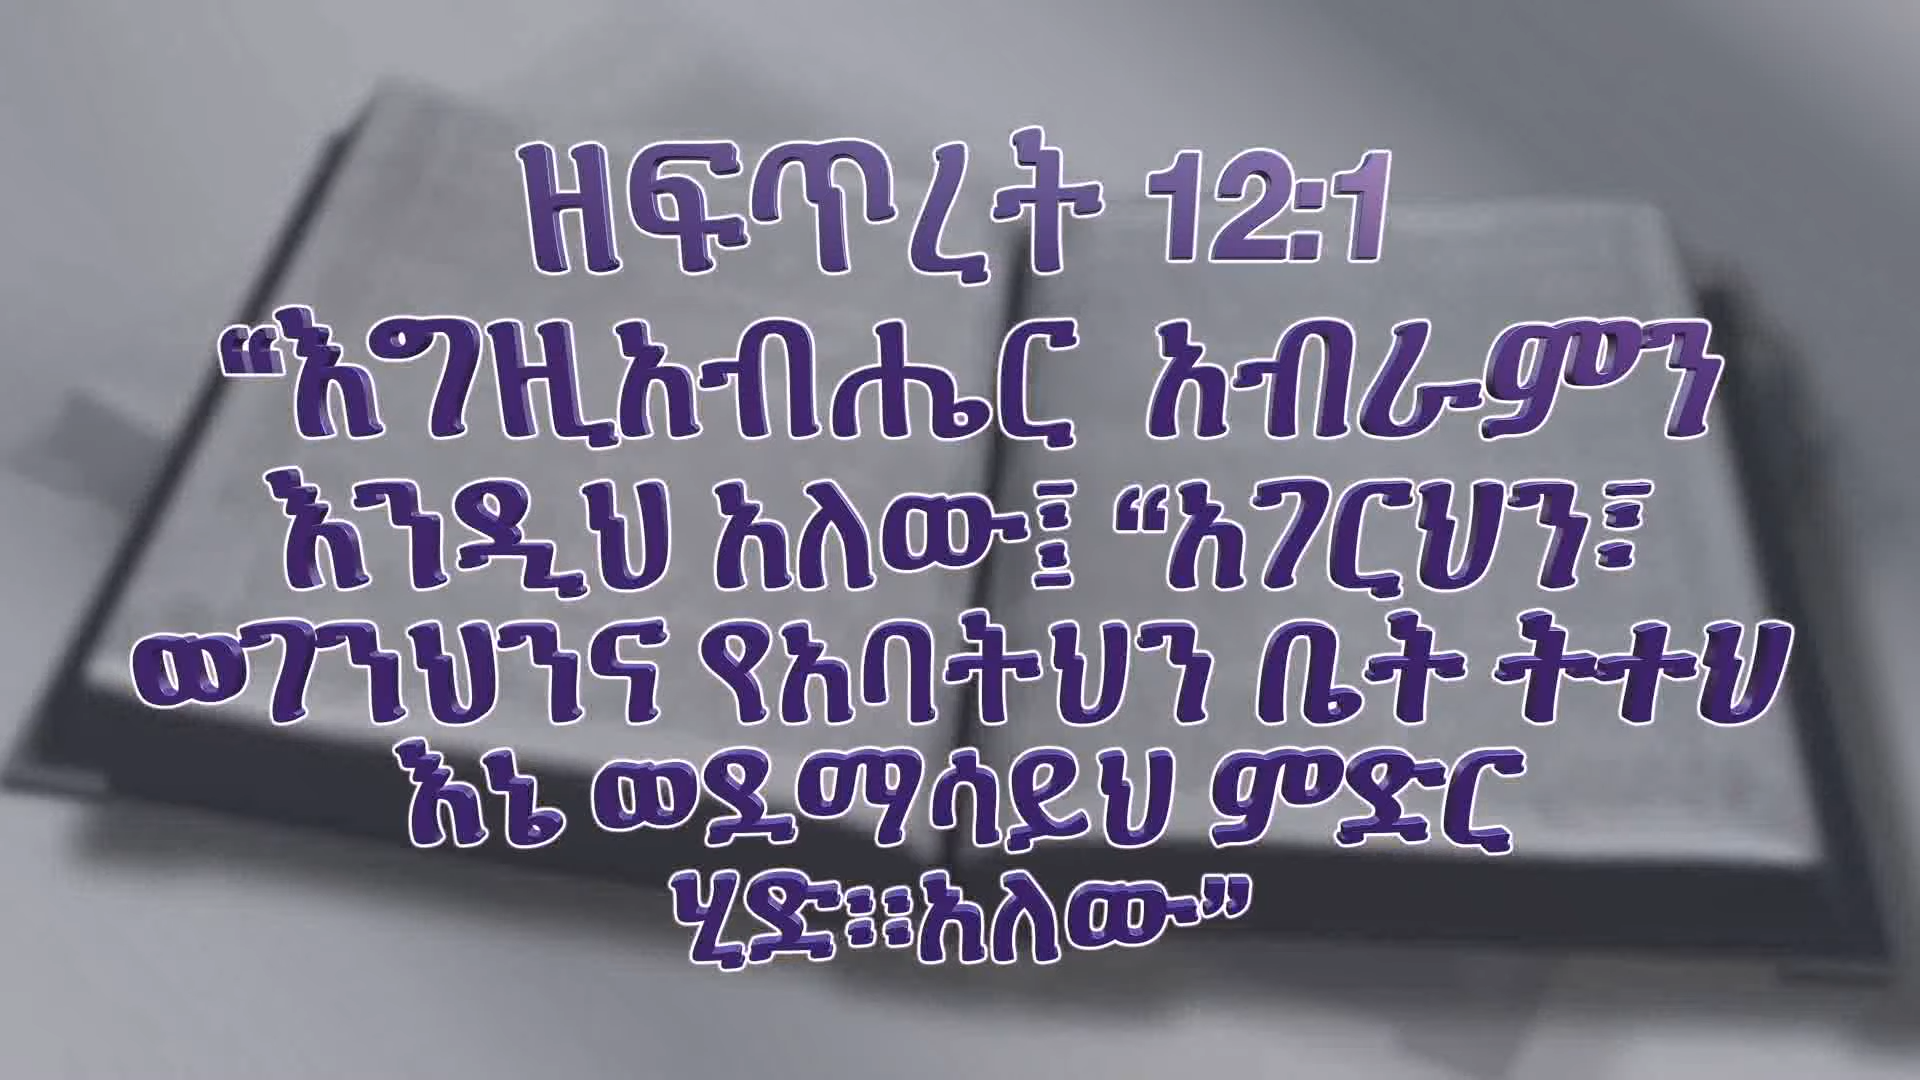 ዘፍጥረት 12:1
“እግዚአብሔር አብራምን
እንዲህ አለው፤ “አገርህን፣
ወገንህንና የአባትህን ቤት ትተህ
እኔ ወደማሳይህ ምድር
ሂድ።አለው”